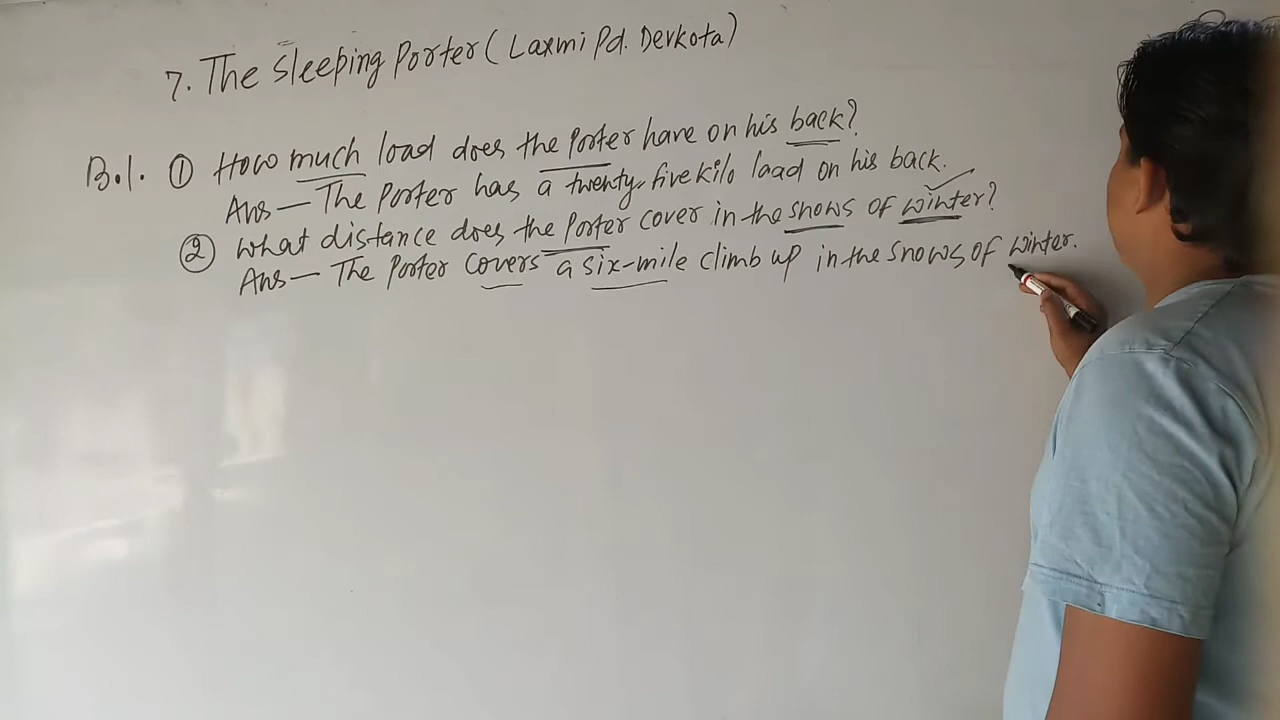 7. The Sleeping Porter (Laxmi Pd. Devkota)
B.1. ① How much load does the Porter have on his back?
Ans — The Porter has a twenty-five kilo load on his back.
② What distance does the Porter cover in the snows of winter?
Ans — The Porter covers a six-mile climb up in the snows of winter.